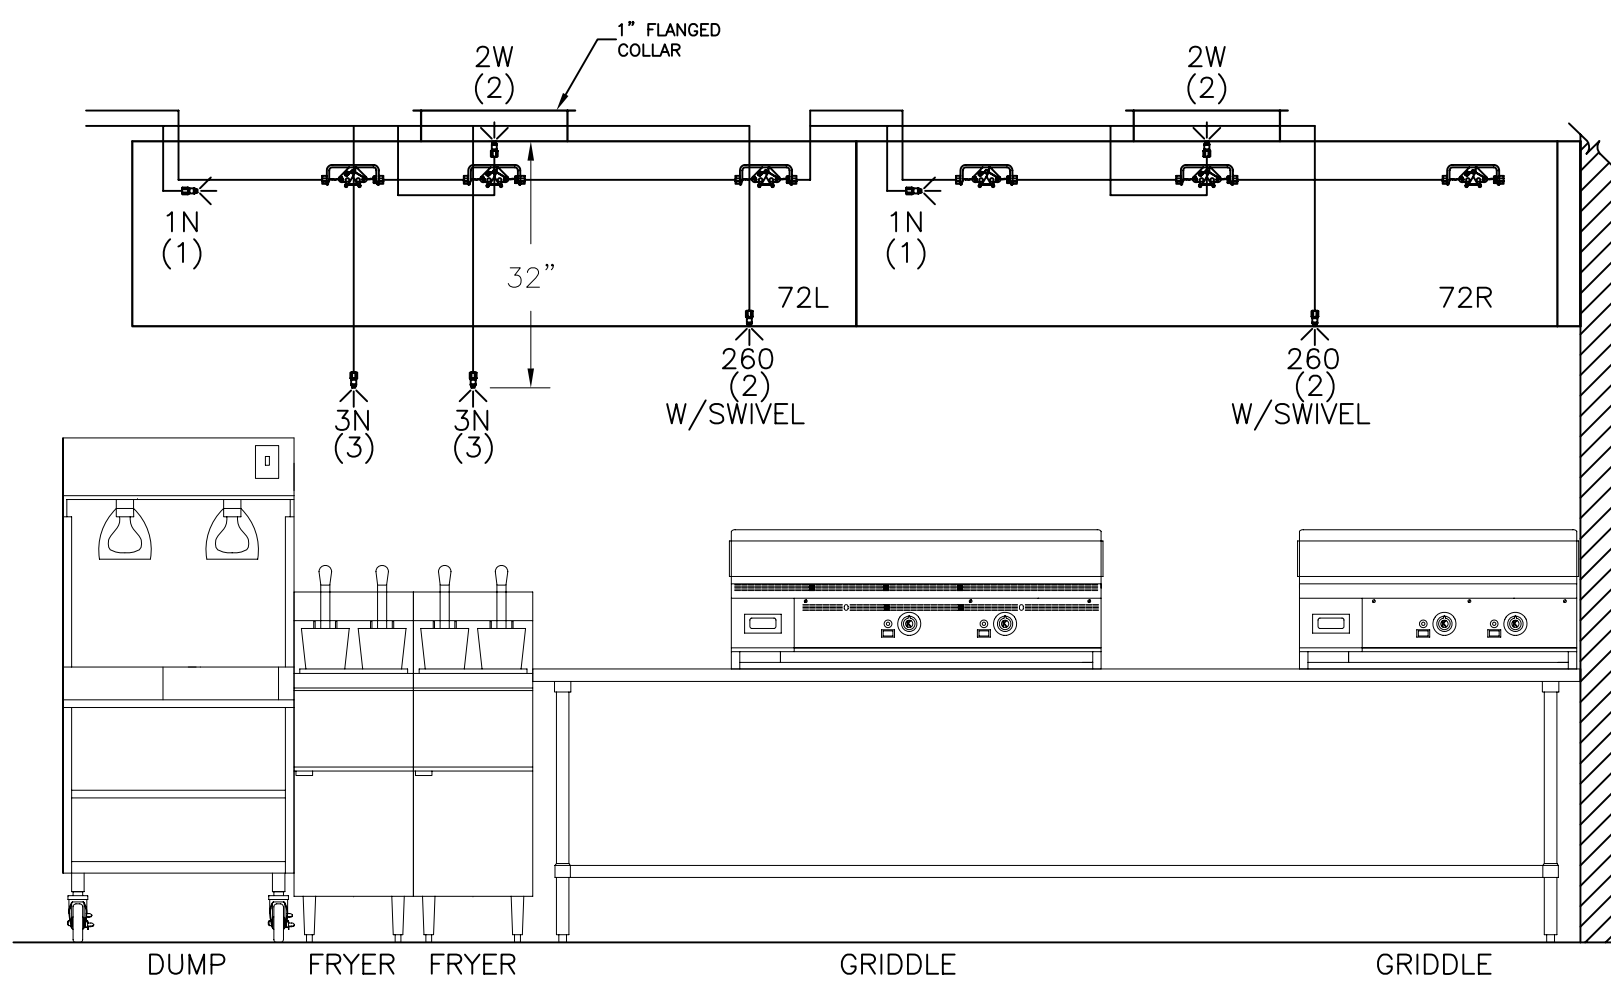 1” FLANGED
COLLAR
2W
(2)
2W
(2)
1N
(1)
1N
(1)
32”
72L
72R
260
(2)
W/SWIVEL
260
(2)
W/SWIVEL
3N
(3)
3N
(3)
DUMP
FRYER
FRYER
GRIDDLE
GRIDDLE